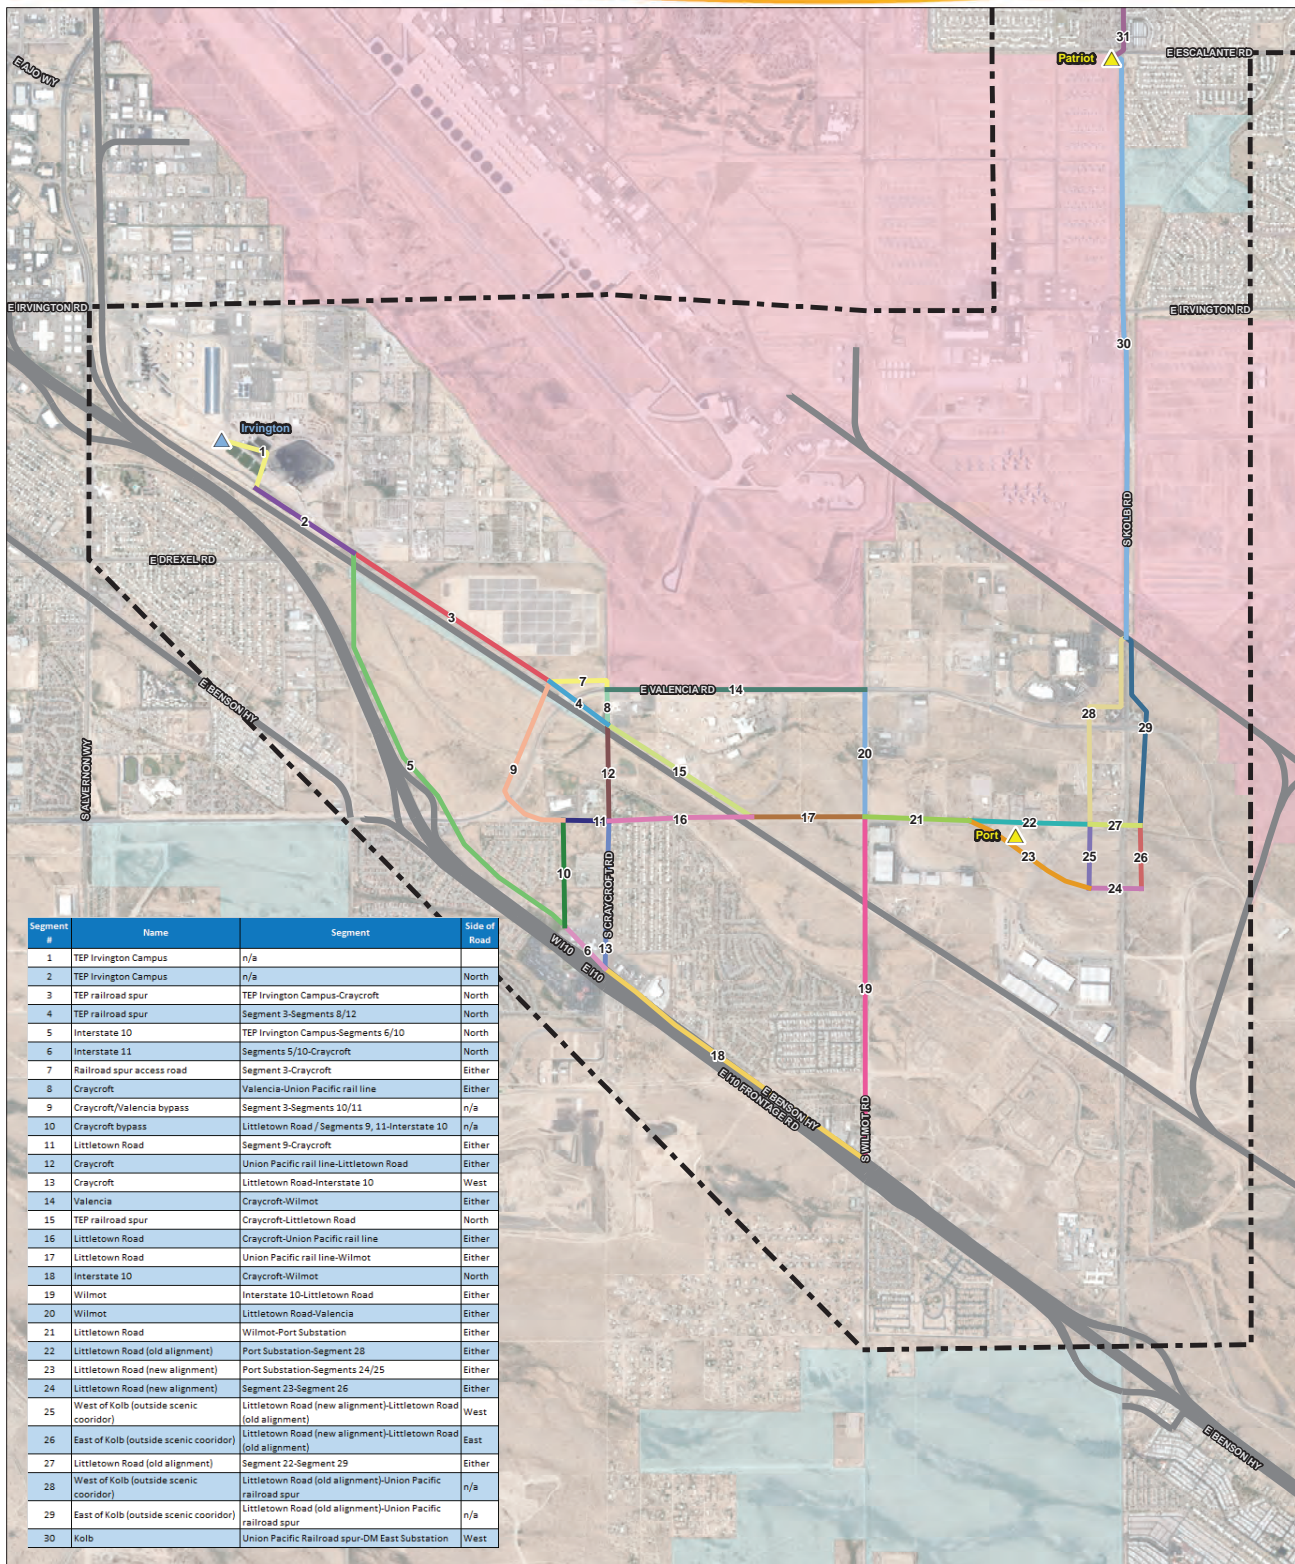 31
Patriot
E ESCALANTE RD
E AJO WY
E IRVINGTON RD
E IRVINGTON RD
30
Irvington
1
2
S KOLB RD
E DREXEL RD
3
E BENSON HY
7
E VALENCIA RD
14
4
8
28
29
S ALVERNON WY
5
9
12
15
20
11
16
17
21
22
27
Port
10
S CRAYCROFT RD
23
25
26
24
W I10
6
13
E I10
19
18
E BENSON HY
E I10 FRONTAGE RD
S WILMOT RD
E BENSON HY
Segment # Name Segment Side of Road
1 TEP Irvington Campus n/a
2 TEP Irvington Campus n/a North
3 TEP railroad spur TEP Irvington Campus-Craycroft North
4 TEP railroad spur Segment 3-Segments 8/12 North
5 Interstate 10 TEP Irvington Campus-Segments 6/10 North
6 Interstate 11 Segments 5/10-Craycroft North
7 Railroad spur access road Segment 3-Craycroft Either
8 Craycroft Valencia-Union Pacific rail line Either
9 Craycroft/Valencia bypass Segment 3-Segments 10/11 n/a
10 Craycroft bypass Littletown Road / Segments 9, 11-Interstate 10 n/a
11 Littletown Road Segment 9-Craycroft Either
12 Craycroft Union Pacific rail line-Littletown Road Either
13 Craycroft Littletown Road-Interstate 10 West
14 Valencia Craycroft-Wilmot Either
15 TEP railroad spur Craycroft-Littletown Road North
16 Littletown Road Craycroft-Union Pacific rail line Either
17 Littletown Road Union Pacific rail line-Wilmot Either
18 Interstate 10 Craycroft-Wilmot North
19 Wilmot Interstate 10-Littletown Road Either
20 Wilmot Littletown Road-Valencia Either
21 Littletown Road Wilmot-Port Substation Either
22 Littletown Road (old alignment) Port Substation-Segment 28 Either
23 Littletown Road (new alignment) Port Substation-Segments 24/25 Either
24 Littletown Road (new alignment) Segment 23-Segment 26 Either
25 West of Kolb (outside scenic cooridor) Littletown Road (new alignment)-Littletown Road (old alignment) West
26 East of Kolb (outside scenic cooridor) Littletown Road (new alignment)-Littletown Road (old alignment) East
27 Littletown Road (old alignment) Segment 22-Segment 29 Either
28 West of Kolb (outside scenic cooridor) Littletown Road (old alignment)-Union Pacific railroad spur n/a
29 East of Kolb (outside scenic cooridor) Littletown Road (old alignment)-Union Pacific railroad spur n/a
30 Kolb Union Pacific Railroad spur-DM East Substation West